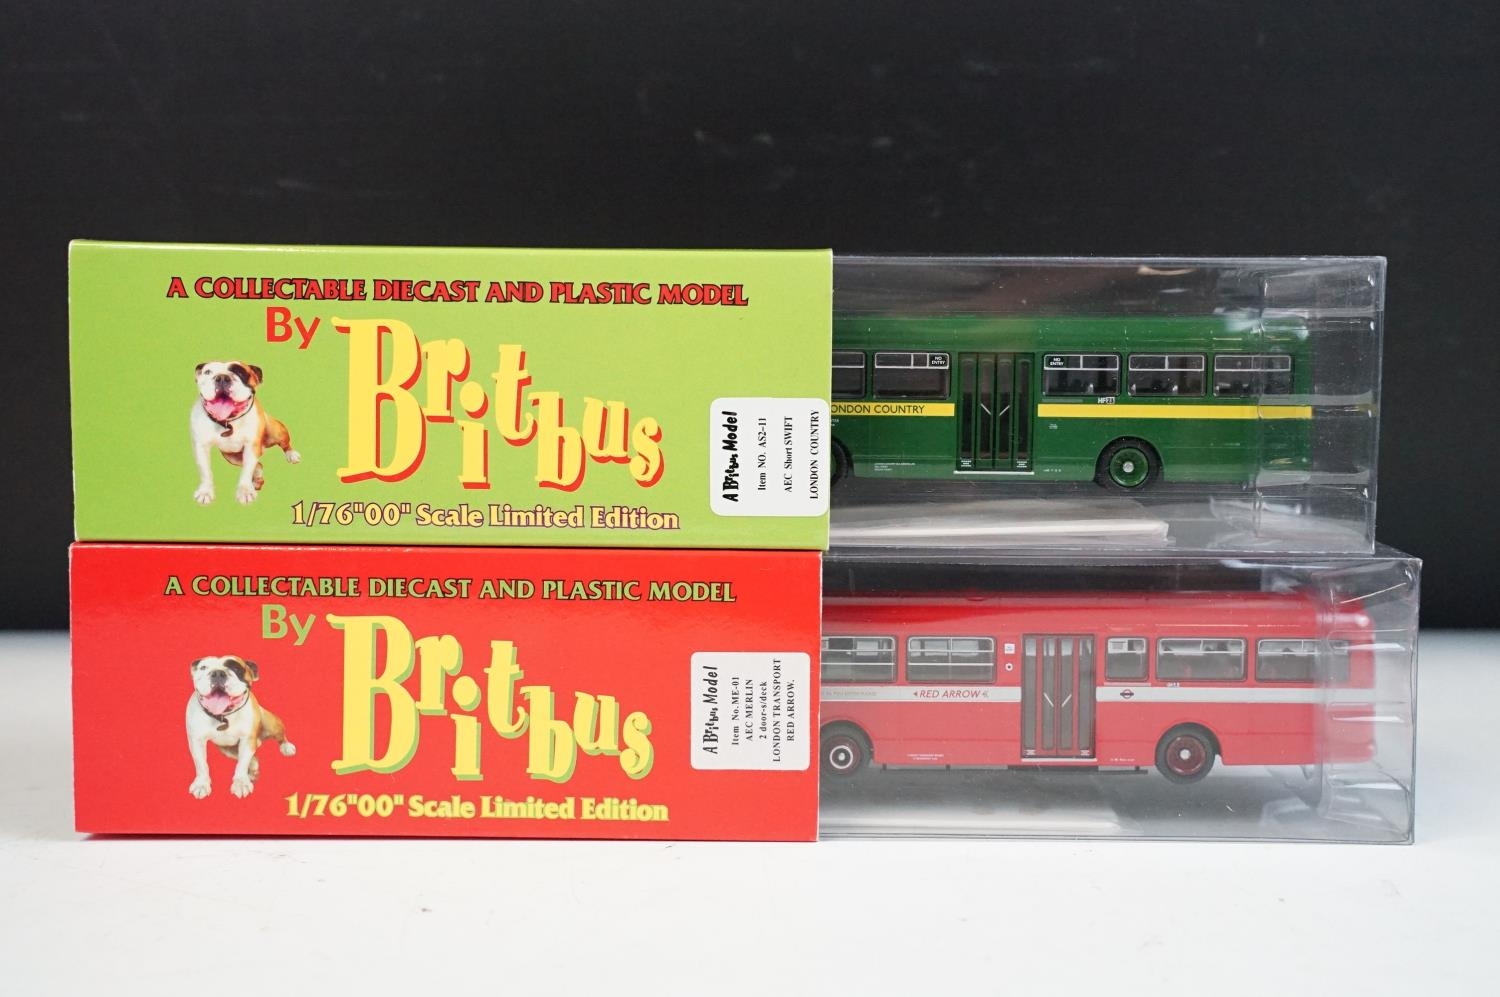 A COLLECTABLE DIECAST AND PLASTIC MODEL
By
Britbus
1/76"00" Scale Limited Edition
A Britbus Model
Item NO. AS2-11
AEC Short SWIFT
LONDON COUNTRY
NO ENTRY
NO ENTRY
ONDON COUNTRY
A COLLECTABLE DIECAST AND PLASTIC MODEL
By
Britbus
1/76"00" Scale Limited Edition
A Britbus Model
Item No.ME-01
AEC MERLIN
2 door-s/deck
LONDON TRANSPORT
RED ARROW.
RED ARROW